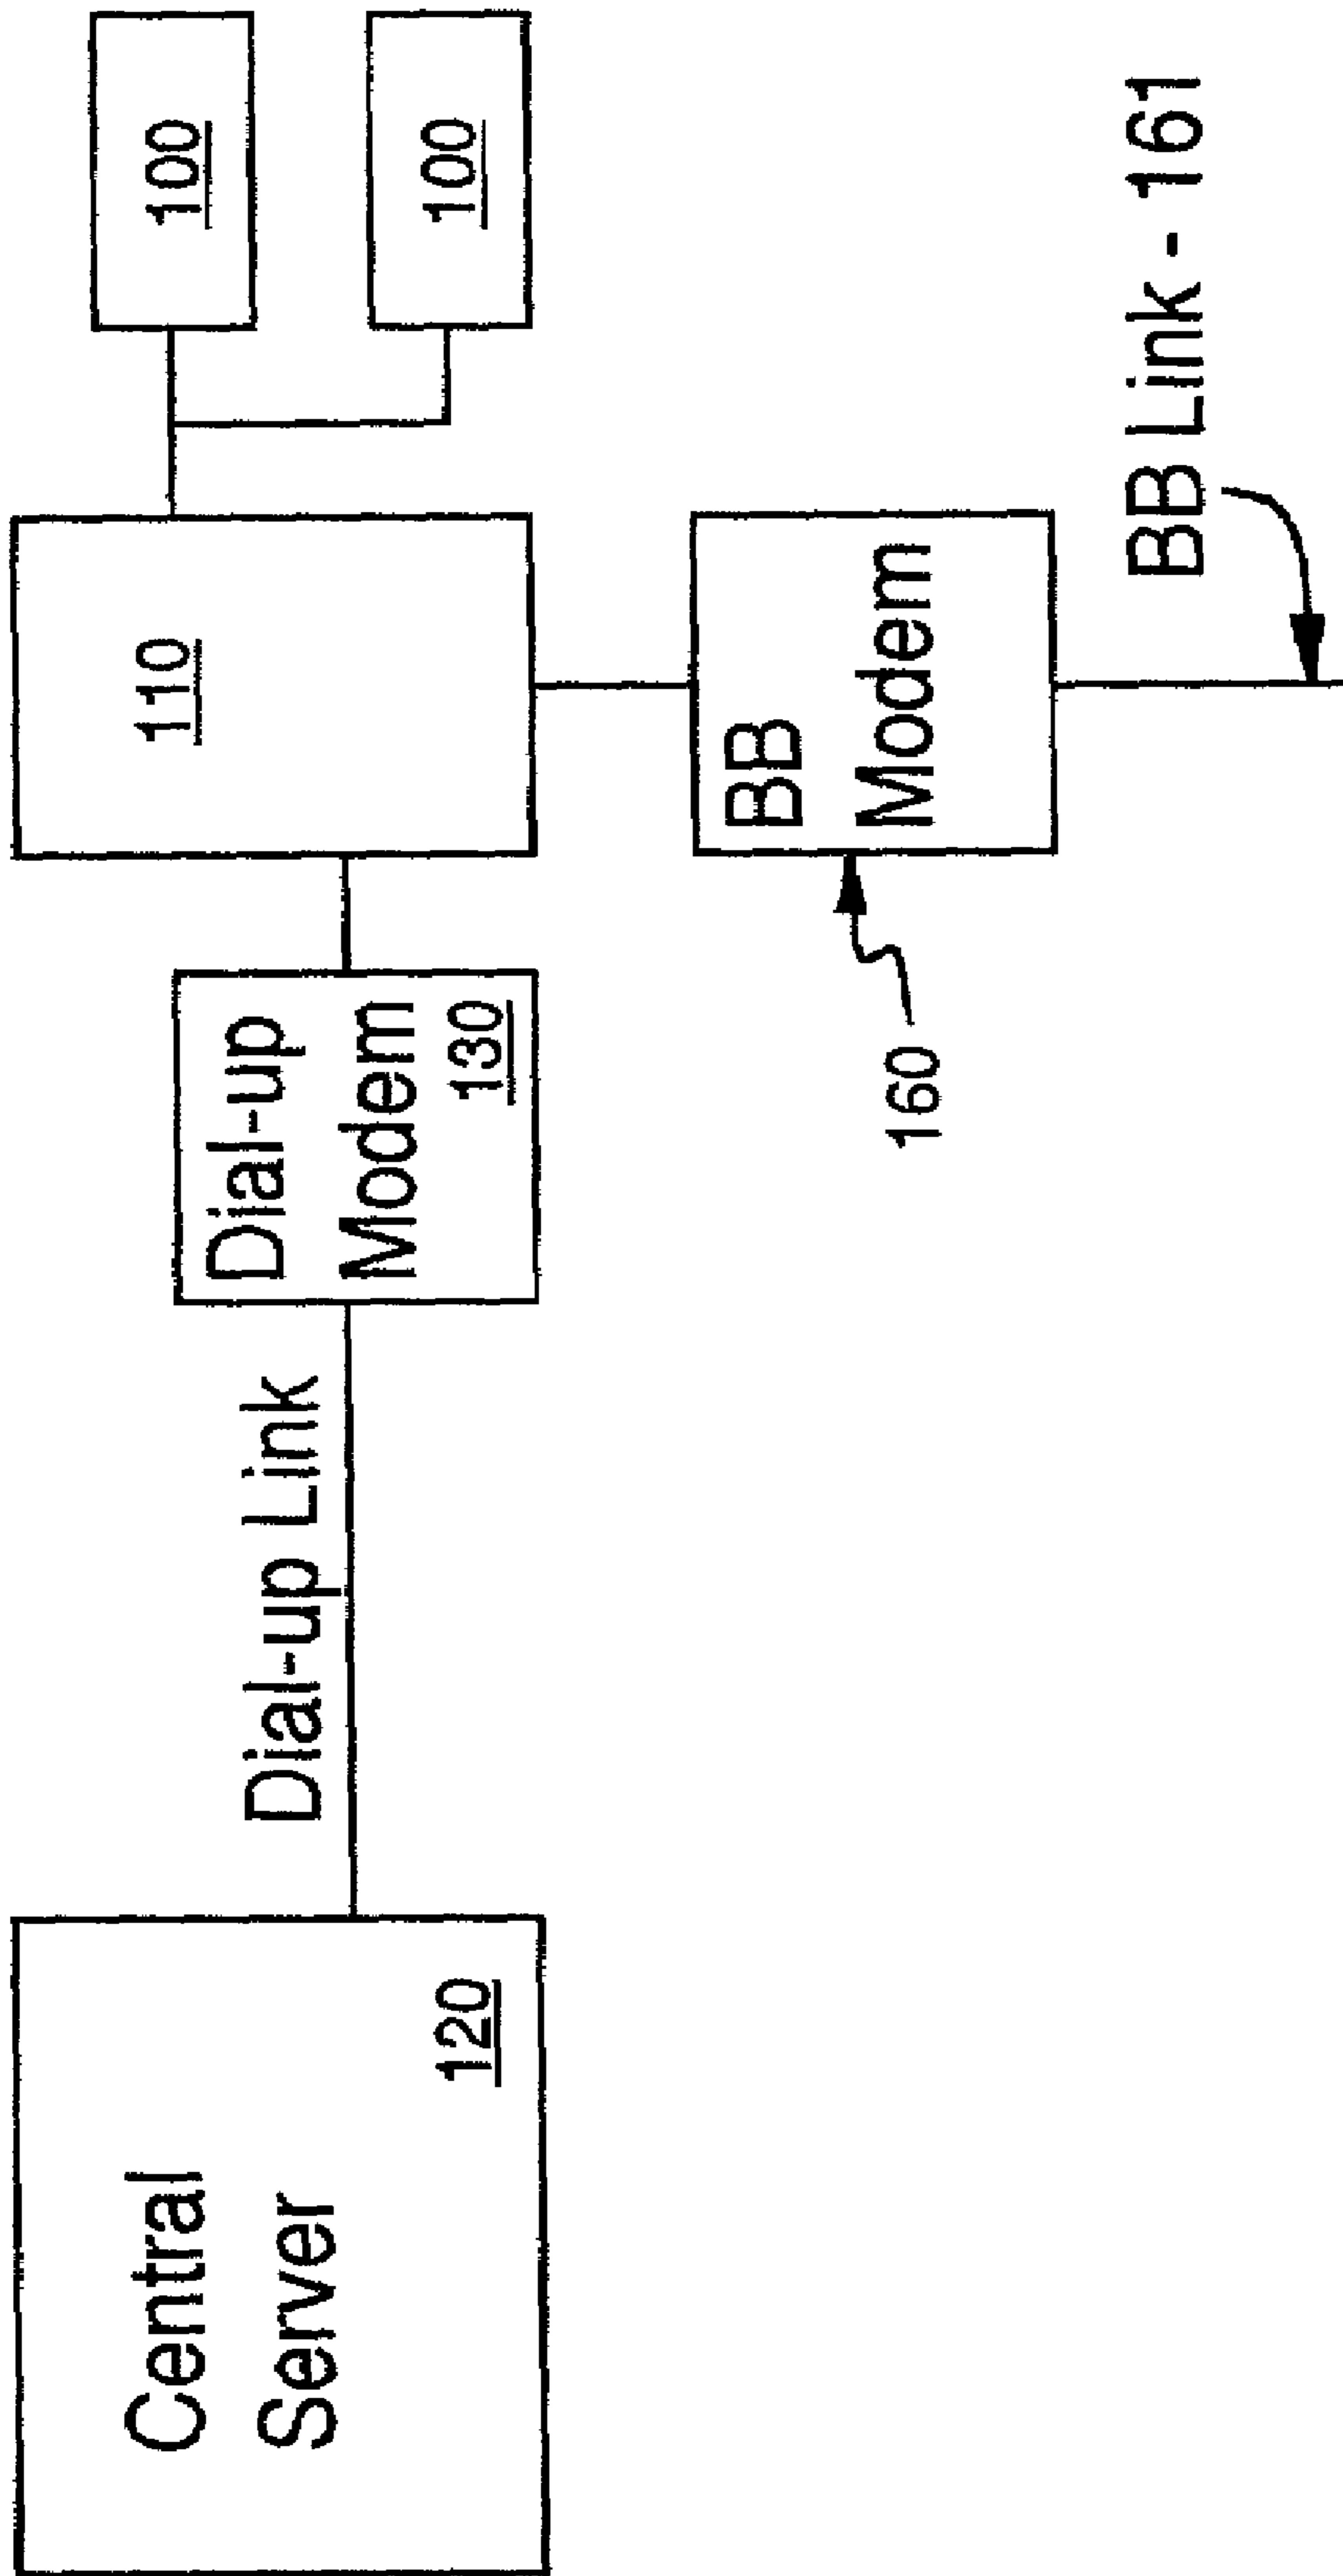 Central
Server
120
Dial-up Link
Dial-up
Modem
130
110
100
100
160
BB
Modem
BB Link - 161